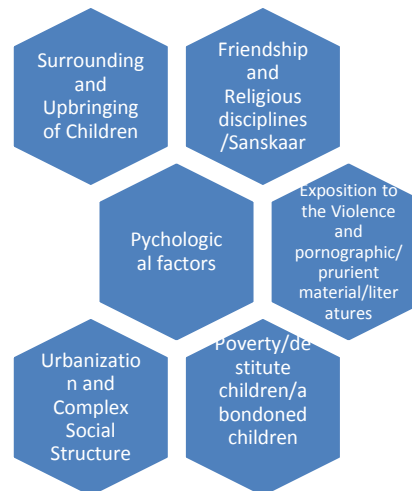 Surrounding
and
Upbringing
of Children
Friendship
and
Religious
disciplines
/Sanskaar
Pychologic
al factors
Exposition to
the Violence
and
pornographic/
prurient
material/liter
atures
Urbanizatio
n and
Complex
Social
Structure
Poverty/de
stitute
children/a
bondoned
children